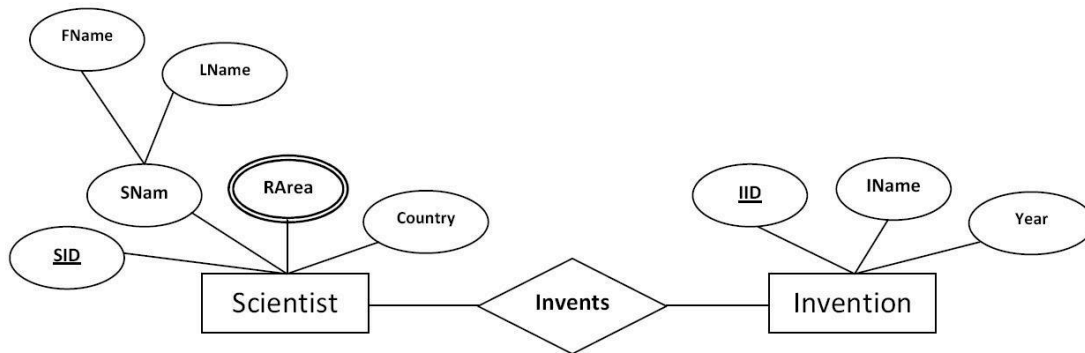 FName
LName
SNam
RArea
Country
SID
IID
IName
Year
Scientist
Invents
Invention